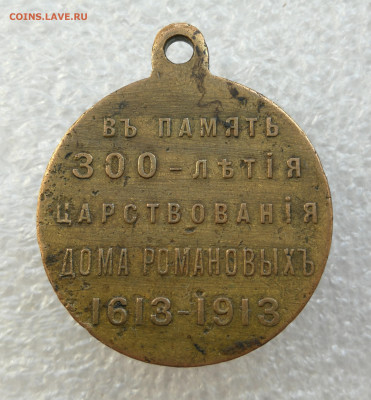 COINS.LAVE.RU
ВЪ ПАМЯТЬ
300-ЛѢТІЯ
ЦАРСТВОВАНІЯ
ДОМА РОМАНОВЫХЪ
1613-1913